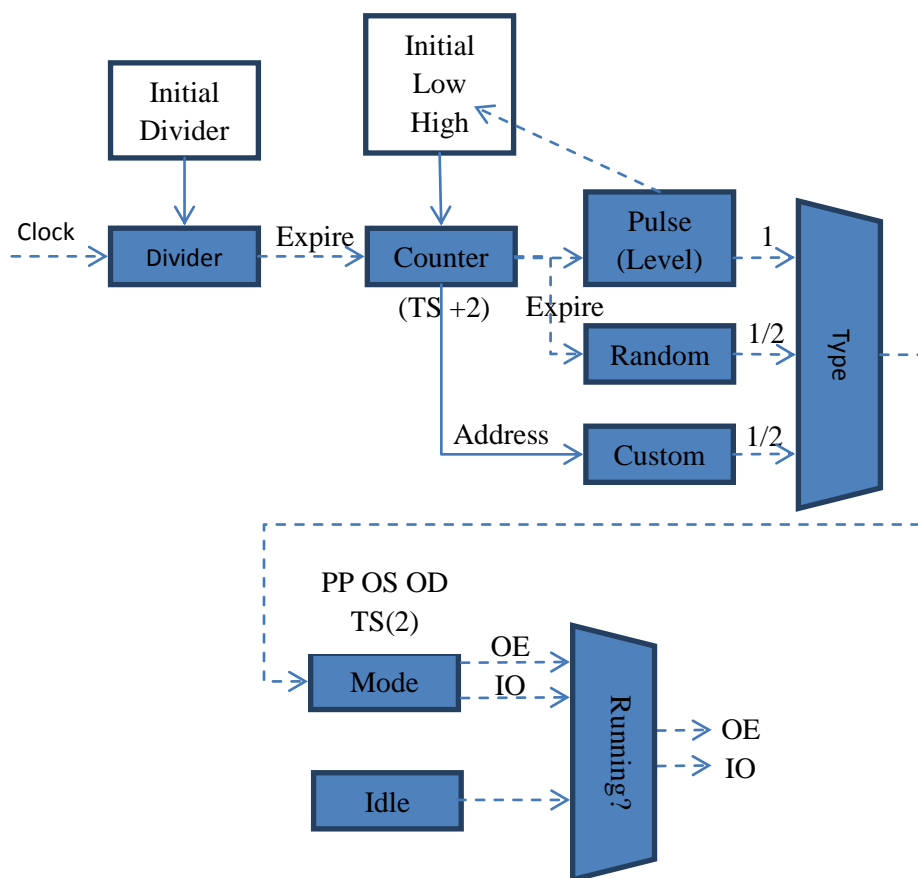 Initial
Low
High
Initial
Divider
Clock
Divider
Expire
Counter
(TS +2)
Expire
Pulse
(Level)
1
Random
1/2
Address
Custom
1/2
Type
PP OS OD
TS(2)
Mode
OE
IO
Idle
Running?
OE
IO